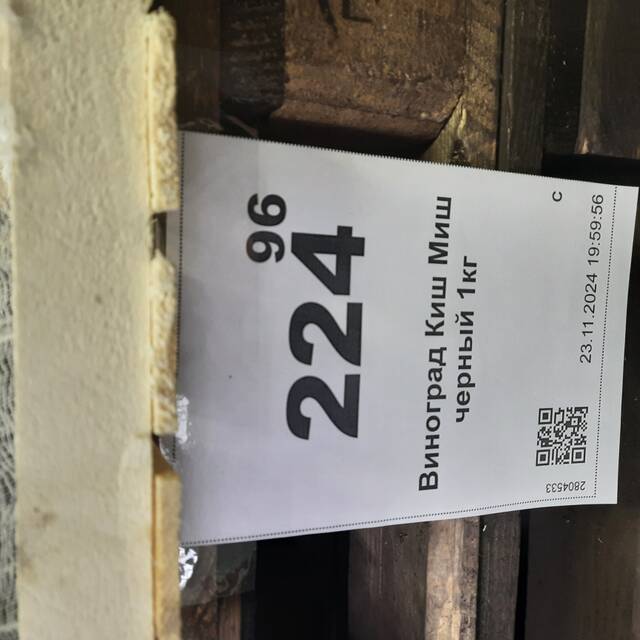 224 96
Виноград Киш Миш
черный 1кг
С
2804533
23.11.2024 19:59:56